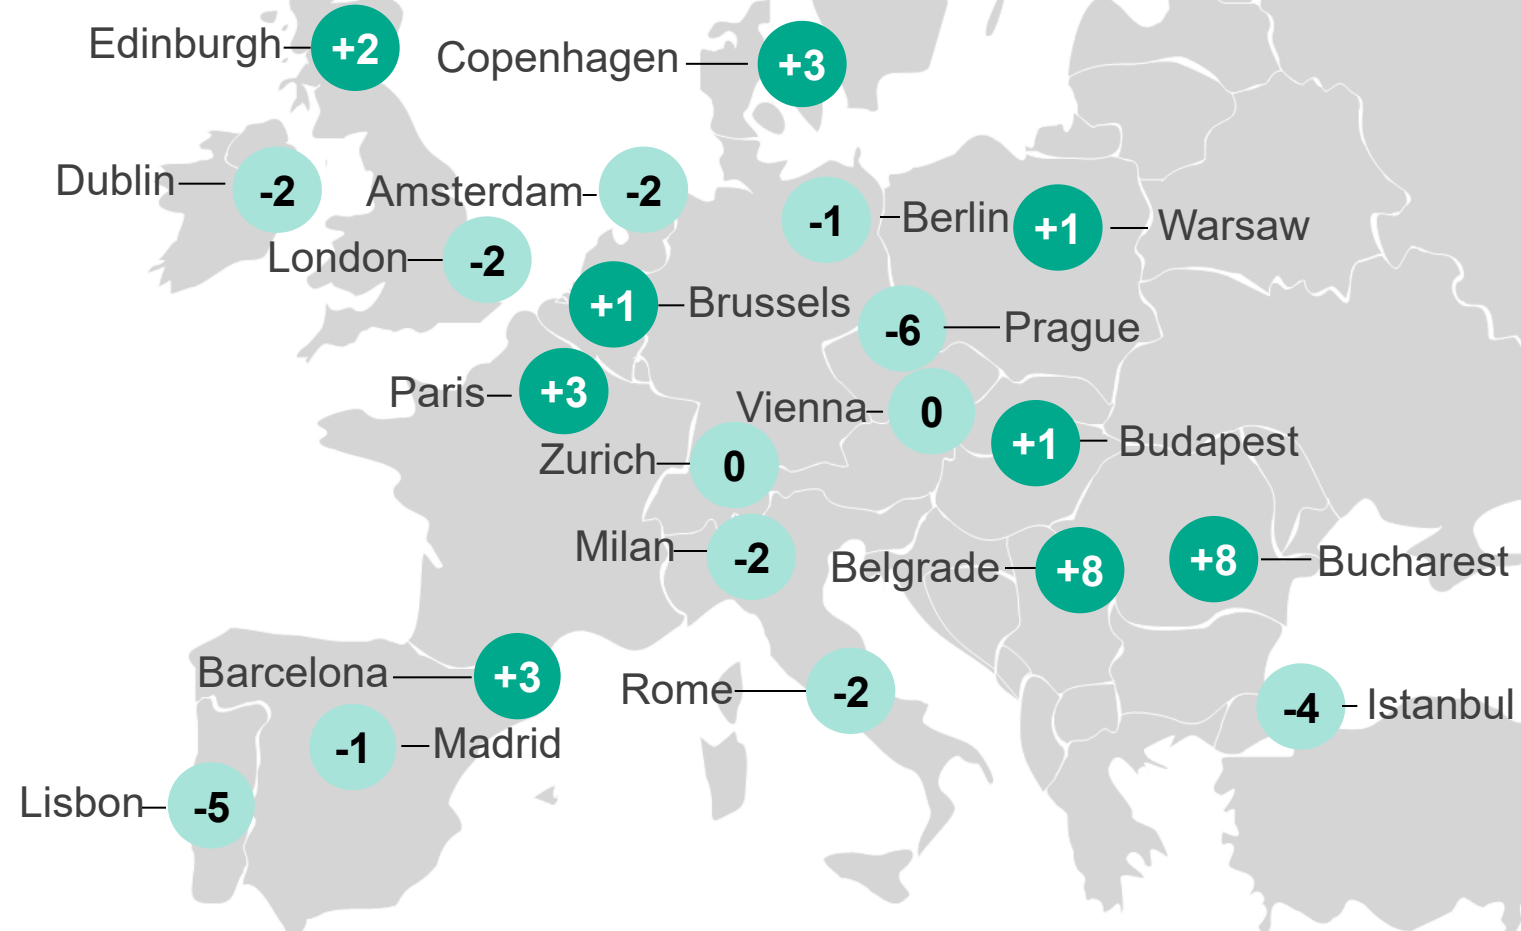 Edinburgh +2
Copenhagen +3
Dublin -2
Amsterdam -2
-1 Berlin
+1 Warsaw
London -2
+1 Brussels
-6 Prague
Paris +3
Vienna 0
+1 Budapest
Zurich 0
Milan -2
Belgrade +8
+8 Bucharest
Barcelona +3
Rome -2
-4 Istanbul
-1 Madrid
Lisbon -5